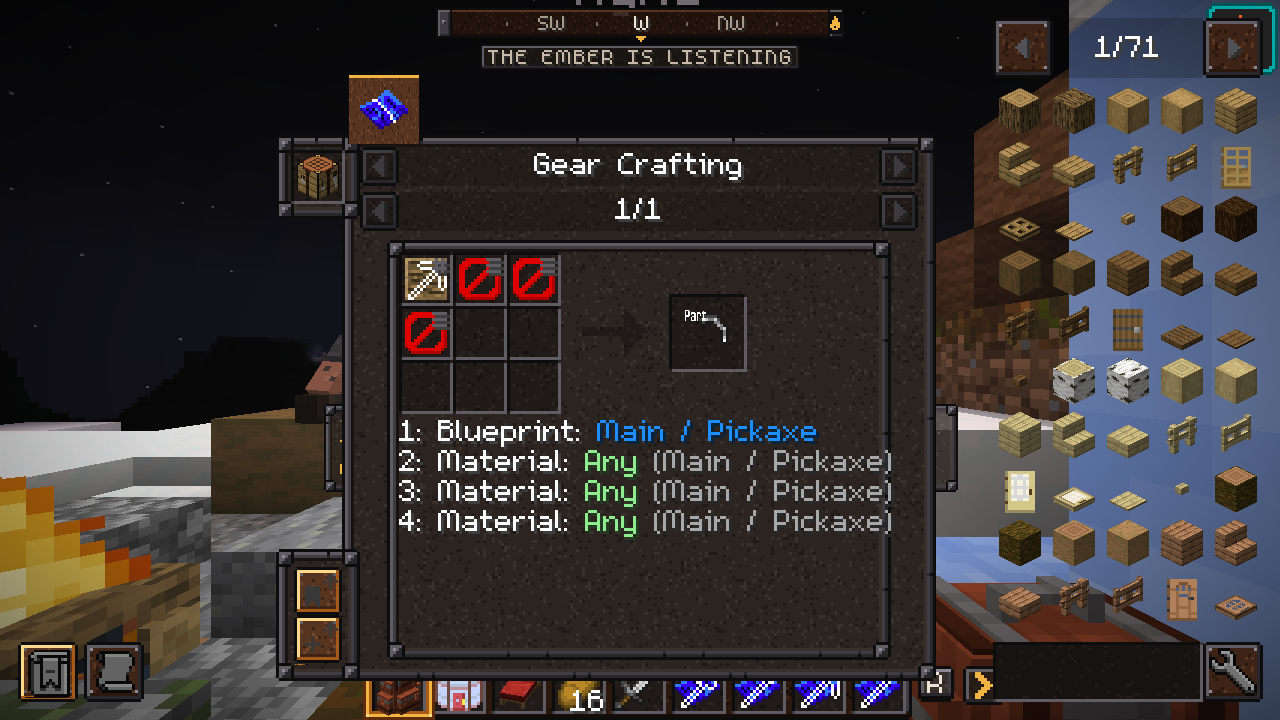 SW W NW
THE EMBER IS LISTENING
1/71
Gear Crafting
1/1
Part
1: Blueprint: Main / Pickaxe
2: Material: Any (Main / Pickaxe)
3: Material: Any (Main / Pickaxe)
4: Material: Any (Main / Pickaxe)
16